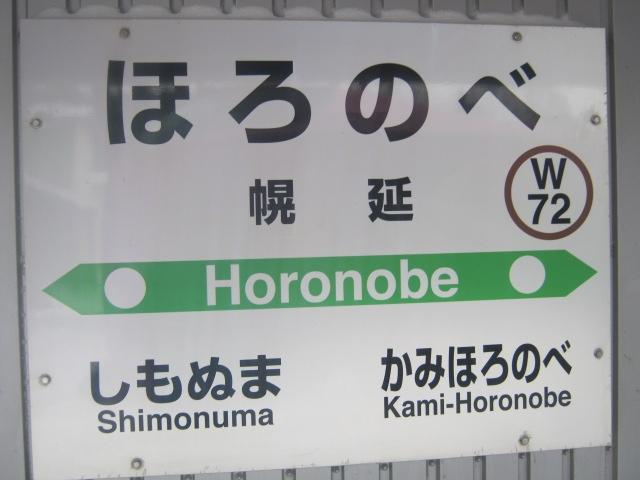 ほろのべ
幌延
W
72
Horonobe
しもぬま
Shimonuma
かみほろのべ
Kami-Horonobe